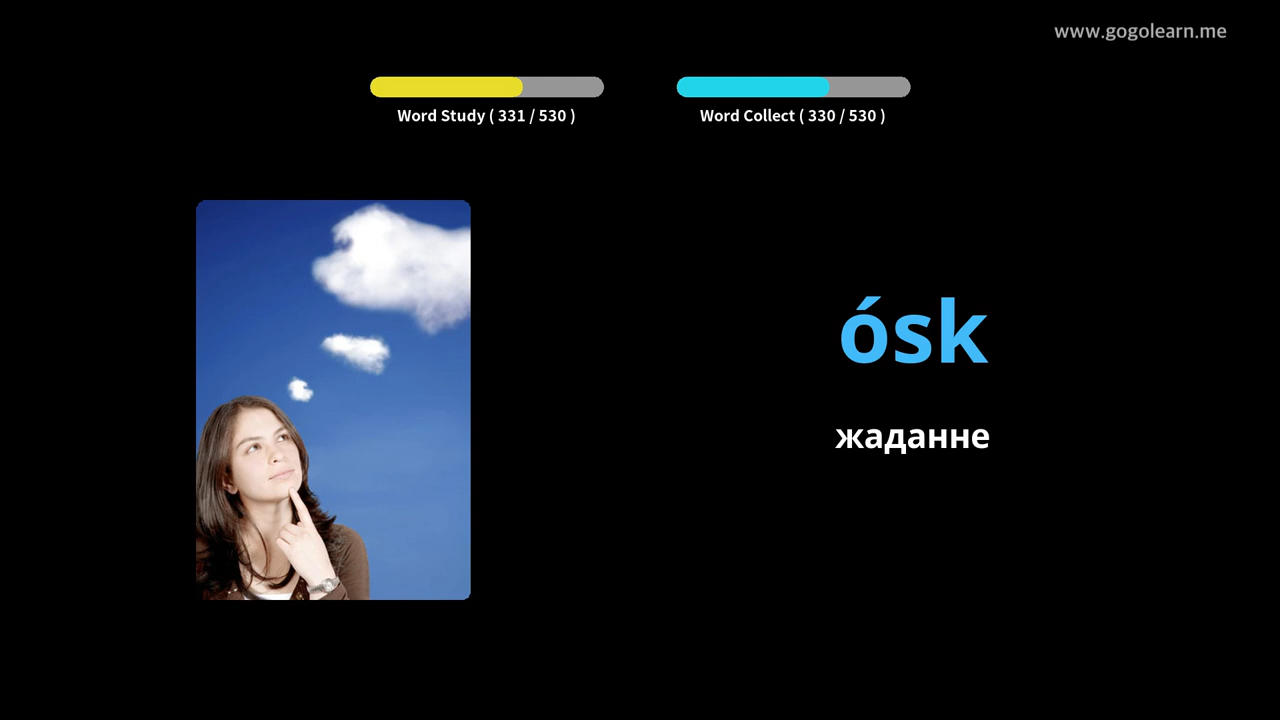 www.gogolearn.me
Word Study ( 331 / 530 )
Word Collect ( 330 / 530 )
ósk
жаданне